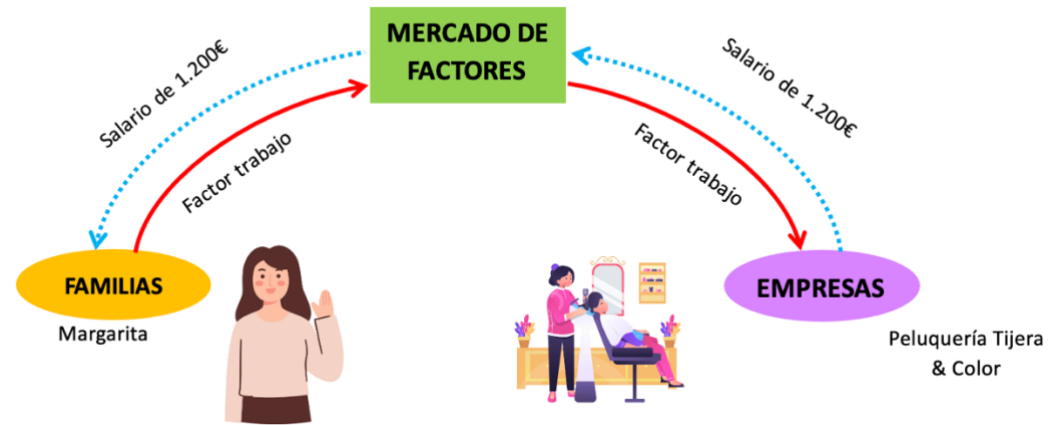 MERCADO DE
FACTORES
Salario de 1.200€
Factor trabajo
Salario de 1.200€
Factor trabajo
FAMILIAS
Margarita
EMPRESAS
Peluquería Tijera
& Color